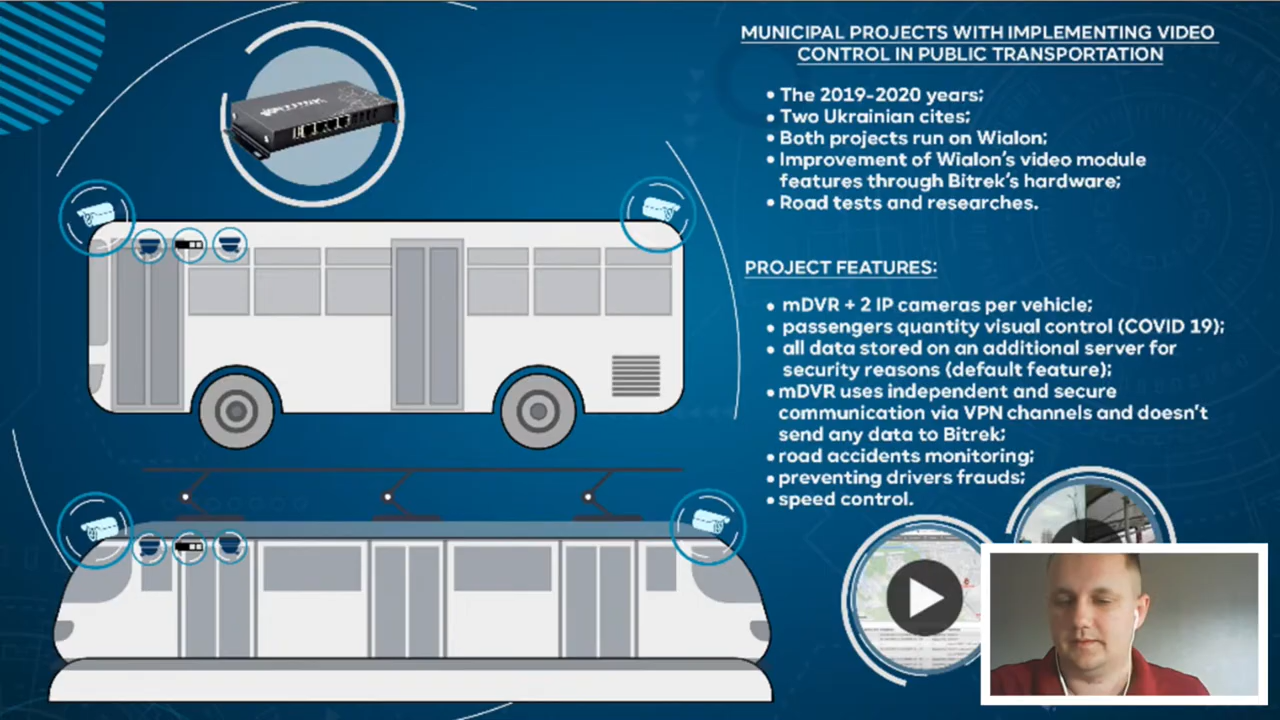 MUNICIPAL PROJECTS WITH IMPLEMENTING VIDEO
CONTROL IN PUBLIC TRANSPORTATION
• The 2019-2020 years;
• Two Ukrainian cites;
• Both projects run on Wialon;
• Improvement of Wialon's video module
features through Bitrek's hardware;
• Road tests and researches.
PROJECT FEATURES:
• mDVR + 2 IP cameras per vehicle;
• passengers quantity visual control (COVID 19);
• all data stored on an additional server for
security reasons (default feature);
• mDVR uses independent and secure
communication via VPN channels and doesn't
send any data to Bitrek;
• road accidents monitoring;
• preventing drivers frauds;
• speed control.